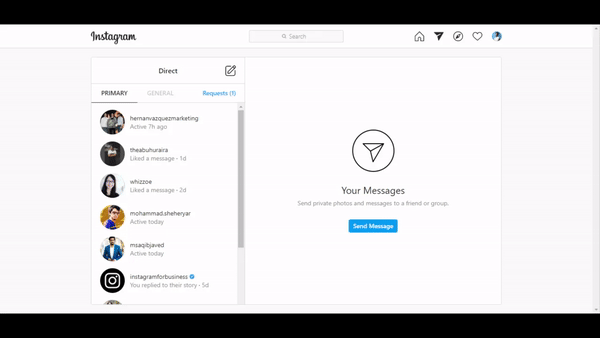 Instagram
Search
Direct
PRIMARY GENERAL Requests (1)
hernanvazquezmarketing
Active 7h ago
theabuhuraira
Liked a message · 1d
whizzoe
Liked a message · 2d
mohammad.sheheryar
Active today
msaqibjaved
Active today
instagramforbusiness
You replied to their story · 5d
Your Messages
Send private photos and messages to a friend or group.
Send Message